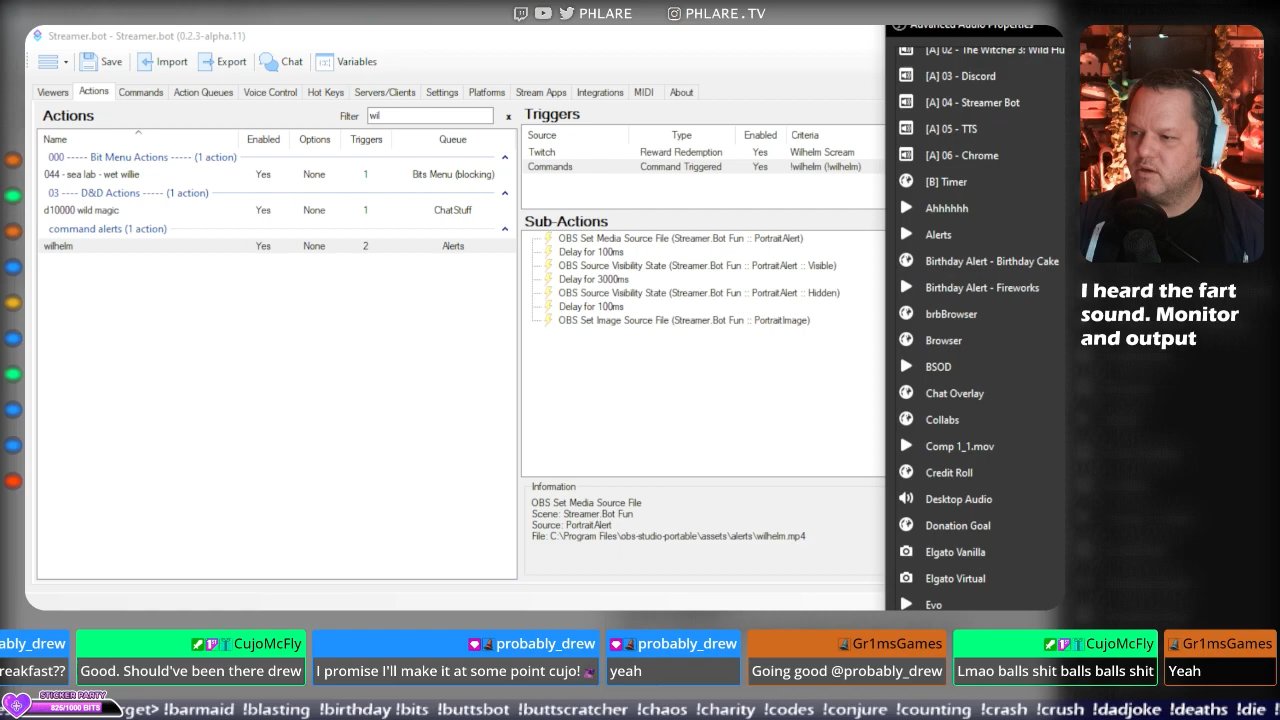 PHLARE PHLARE.TV
Streamer.bot - Streamer.bot (0.2.3-alpha.11)
Save Import Export Chat Variables
Viewers Actions Commands Action Queues Voice Control Hot Keys Servers/Clients Settings Platforms Stream Apps Integrations MIDI About
Actions Filter wil x
Name Enabled Options Triggers Queue
000 ----- Bit Menu Actions ----- (1 action)
044 - sea lab - wet willie Yes None 1 Bits Menu (blocking)
03 ---- D&D Actions ----- (1 action)
d10000 wild magic Yes None 1 ChatStuff
command alerts (1 action)
wilhelm Yes None 2 Alerts
Triggers
Source Type Enabled Criteria
Twitch Reward Redemption Yes Wilhelm Scream
Commands Command Triggered Yes !wilhelm (!wilhelm)
Sub-Actions
OBS Set Media Source File (Streamer.Bot Fun :: PortraitAlert)
Delay for 100ms
OBS Source Visibility State (Streamer.Bot Fun :: PortraitAlert :: Visible)
Delay for 3000ms
OBS Source Visibility State (Streamer.Bot Fun :: PortraitAlert :: Hidden)
Delay for 100ms
OBS Set Image Source File (Streamer.Bot Fun :: PortraitImage)
Information
OBS Set Media Source File
Scene: Streamer.Bot Fun
Source: PortraitAlert
File: C:\Program Files\obs-studio-portable\assets\alerts\wilhelm.mp4
Advanced Audio Properties
[A] 02 - The Witcher 3: Wild Hu
[A] 03 - Discord
[A] 04 - Streamer Bot
[A] 05 - TTS
[A] 06 - Chrome
[B] Timer
Ahhhhhh
Alerts
Birthday Alert - Birthday Cake
Birthday Alert - Fireworks
brbBrowser
Browser
BSOD
Chat Overlay
Collabs
Comp 1_1.mov
Credit Roll
Desktop Audio
Donation Goal
Elgato Vanilla
Elgato Virtual
Evo
I heard the fart
sound. Monitor
and output
ably_drew
reakfast??
CujoMcFly
Good. Should've been there drew
probably_drew
I promise I'll make it at some point cujo!
probably_drew
yeah
Gr1msGames
Going good @probably_drew
CujoMcFly
Lmao balls shit balls balls shit
Gr1msGames
Yeah
STICKER PARTY
825/1000 BITS
get> !barmaid !blasting !birthday !bits !buttsbot !buttscratcher !chaos !charity !codes !conjure !counting !crash !crush !dadjoke !deaths !die